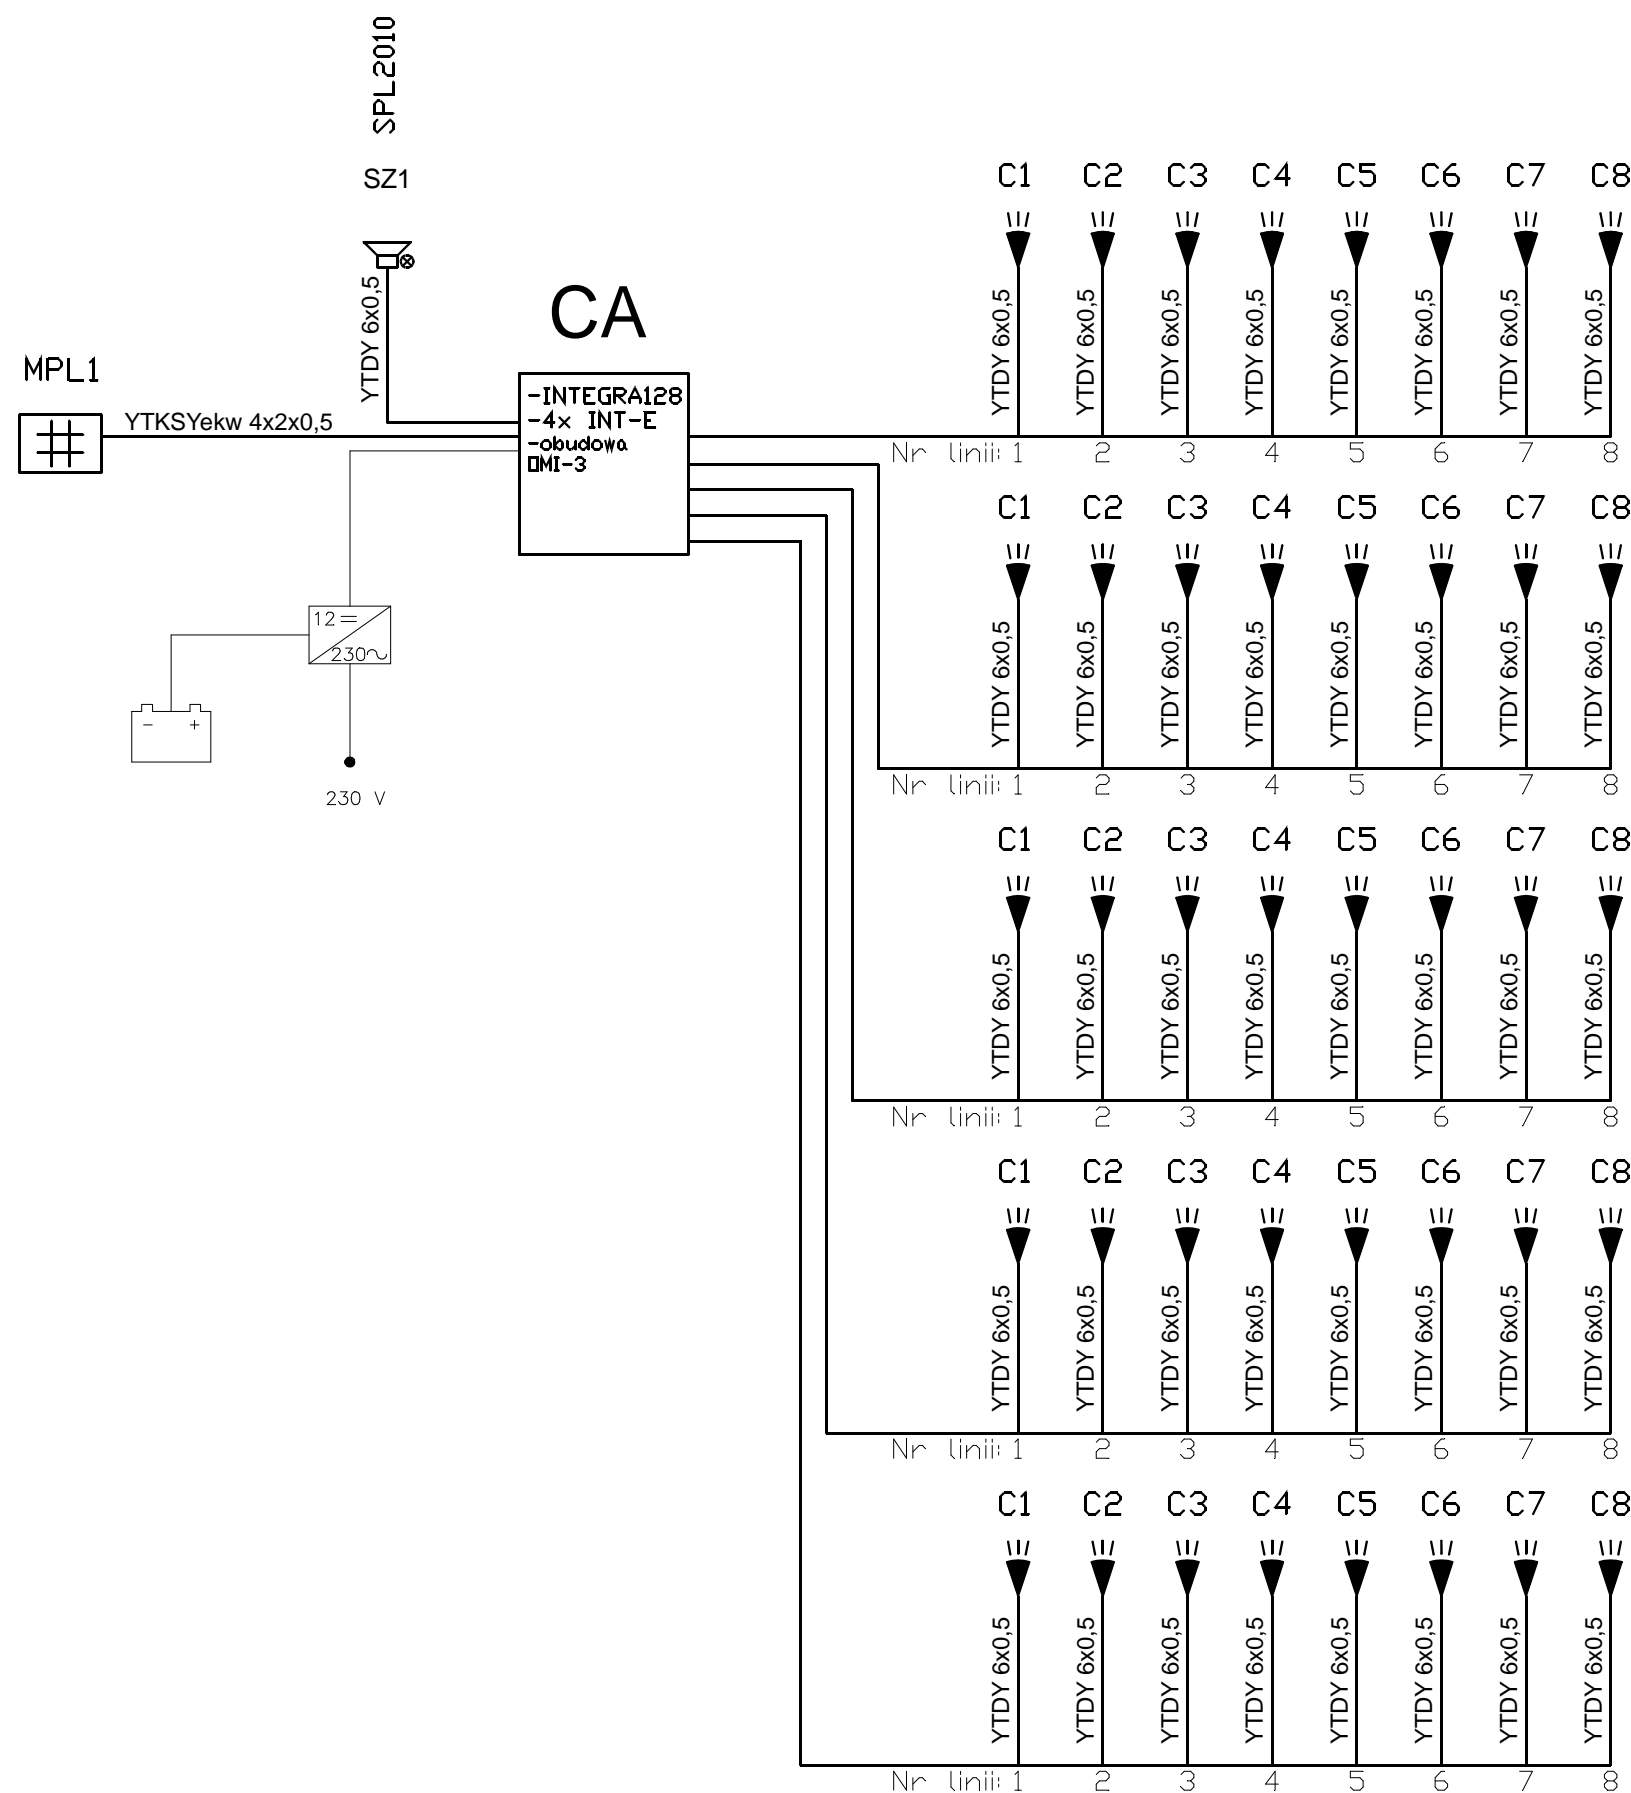 SPL2010
SZ1
YTDY 6x0,5
CA
MPL1
YTKSYekw 4x2x0,5
-INTEGRA128
-4x INT-E
-obudowa
OMI-3
12
230
- +
230 V
C1 C2 C3 C4 C5 C6 C7 C8
YTDY 6x0,5 YTDY 6x0,5 YTDY 6x0,5 YTDY 6x0,5 YTDY 6x0,5 YTDY 6x0,5 YTDY 6x0,5 YTDY 6x0,5
Nr linii: 1 2 3 4 5 6 7 8
C1 C2 C3 C4 C5 C6 C7 C8
YTDY 6x0,5 YTDY 6x0,5 YTDY 6x0,5 YTDY 6x0,5 YTDY 6x0,5 YTDY 6x0,5 YTDY 6x0,5 YTDY 6x0,5
Nr linii: 1 2 3 4 5 6 7 8
C1 C2 C3 C4 C5 C6 C7 C8
YTDY 6x0,5 YTDY 6x0,5 YTDY 6x0,5 YTDY 6x0,5 YTDY 6x0,5 YTDY 6x0,5 YTDY 6x0,5 YTDY 6x0,5
Nr linii: 1 2 3 4 5 6 7 8
C1 C2 C3 C4 C5 C6 C7 C8
YTDY 6x0,5 YTDY 6x0,5 YTDY 6x0,5 YTDY 6x0,5 YTDY 6x0,5 YTDY 6x0,5 YTDY 6x0,5 YTDY 6x0,5
Nr linii: 1 2 3 4 5 6 7 8
C1 C2 C3 C4 C5 C6 C7 C8
YTDY 6x0,5 YTDY 6x0,5 YTDY 6x0,5 YTDY 6x0,5 YTDY 6x0,5 YTDY 6x0,5 YTDY 6x0,5 YTDY 6x0,5
Nr linii: 1 2 3 4 5 6 7 8